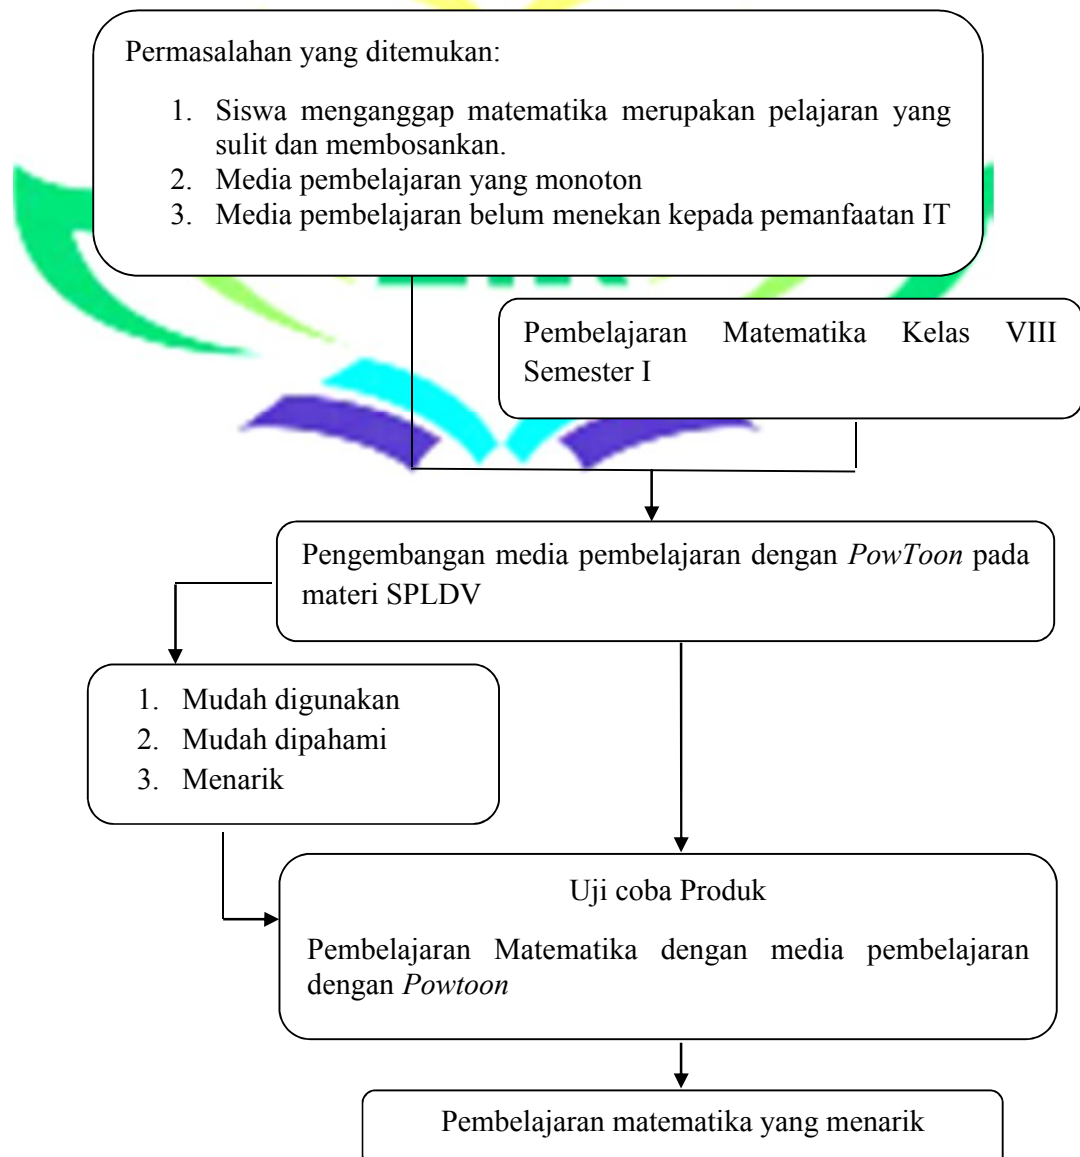 Permasalahan yang ditemukan:
1. Siswa menganggap matematika merupakan pelajaran yang
sulit dan membosankan.
2. Media pembelajaran yang monoton
3. Media pembelajaran belum menekan kepada pemanfaatan IT
Pembelajaran Matematika Kelas VIII
Semester I
Pengembangan media pembelajaran dengan PowToon pada
materi SPLDV
1. Mudah digunakan
2. Mudah dipahami
3. Menarik
Uji coba Produk
Pembelajaran Matematika dengan media pembelajaran
dengan Powtoon
Pembelajaran matematika yang menarik